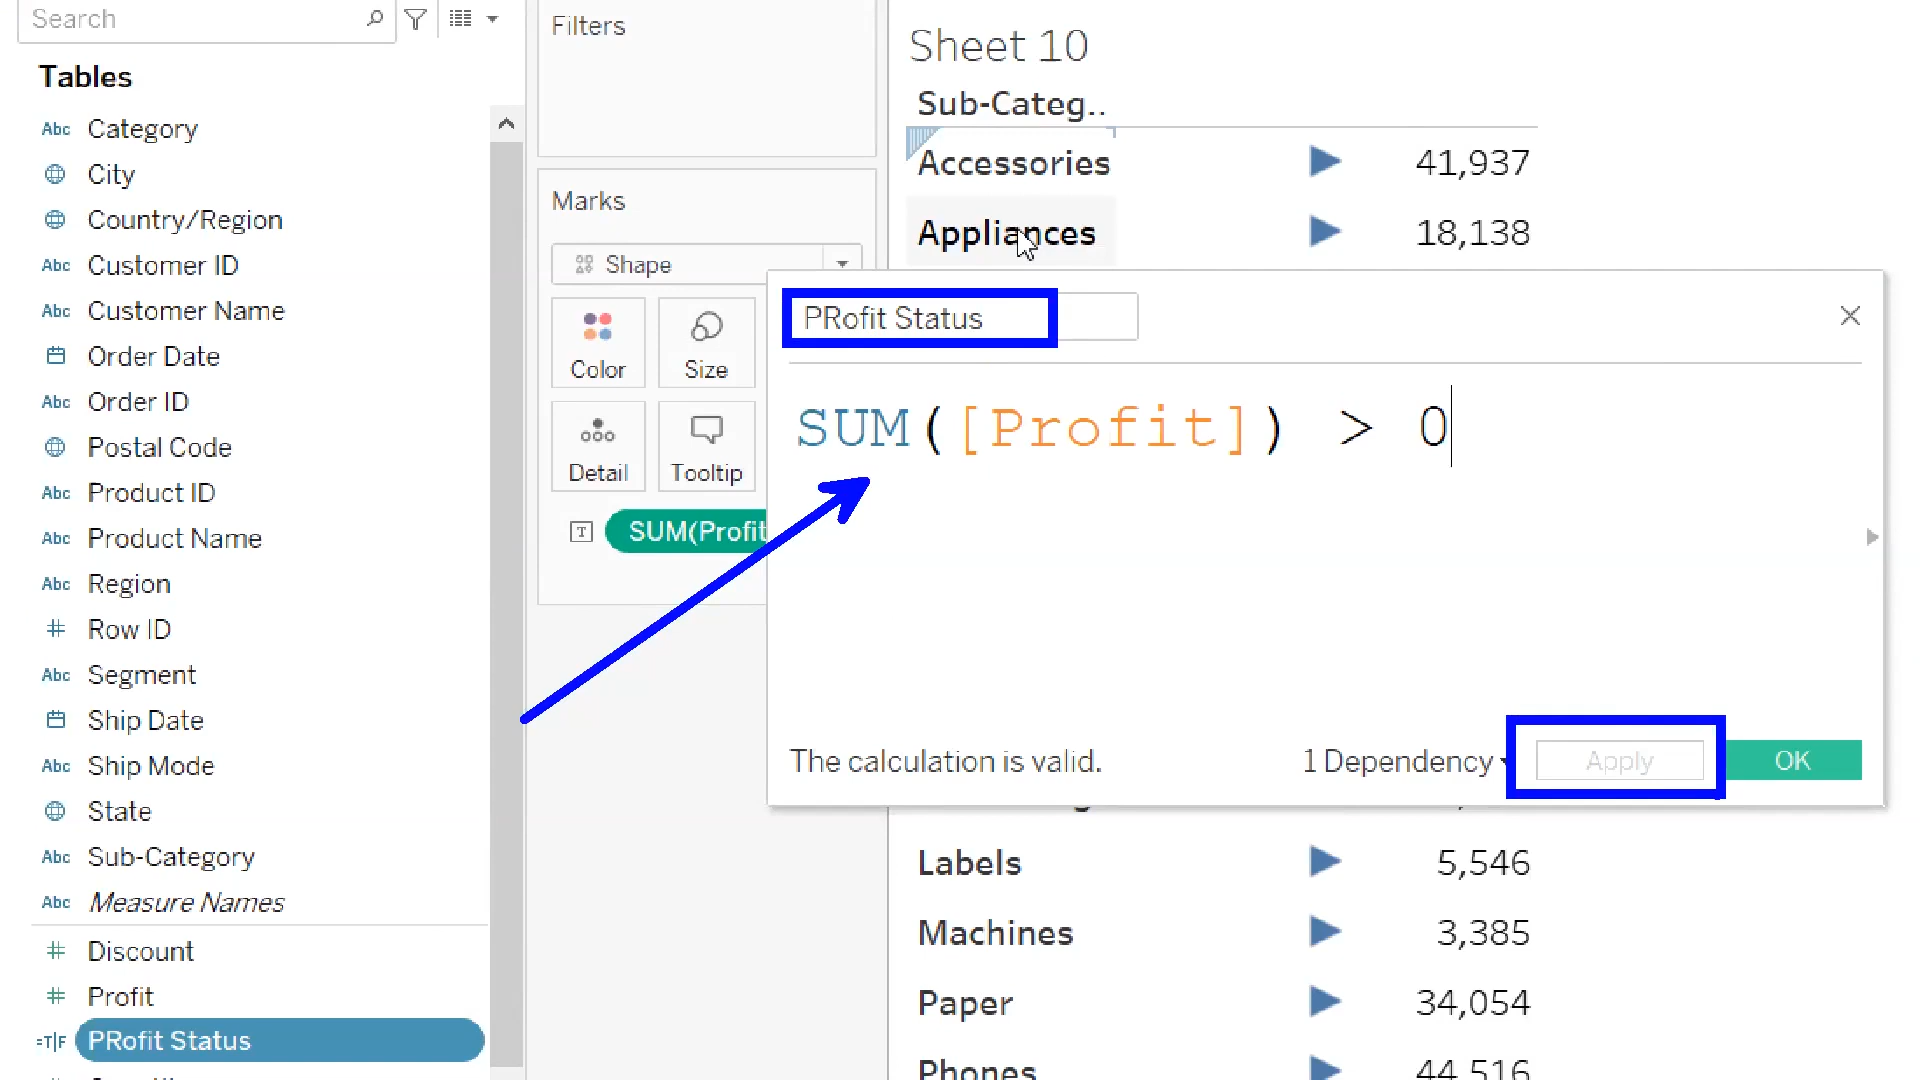 Search
Tables
Abc Category
City
Country/Region
Abc Customer ID
Abc Customer Name
Order Date
Abc Order ID
Postal Code
Abc Product ID
Abc Product Name
Abc Region
# Row ID
Abc Segment
Ship Date
Abc Ship Mode
State
Abc Sub-Category
Abc Measure Names
# Discount
# Profit
=T|F PRofit Status
Filters
Marks
Shape
Color
Size
Detail
Tooltip
T SUM(Profit
Sheet 10
Sub-Categ..
Accessories 41,937
Appliances 18,138
PRofit Status
SUM([Profit]) > 0
The calculation is valid.
1 Dependency
Apply
OK
Labels 5,546
Machines 3,385
Paper 34,054
Phones 44,516